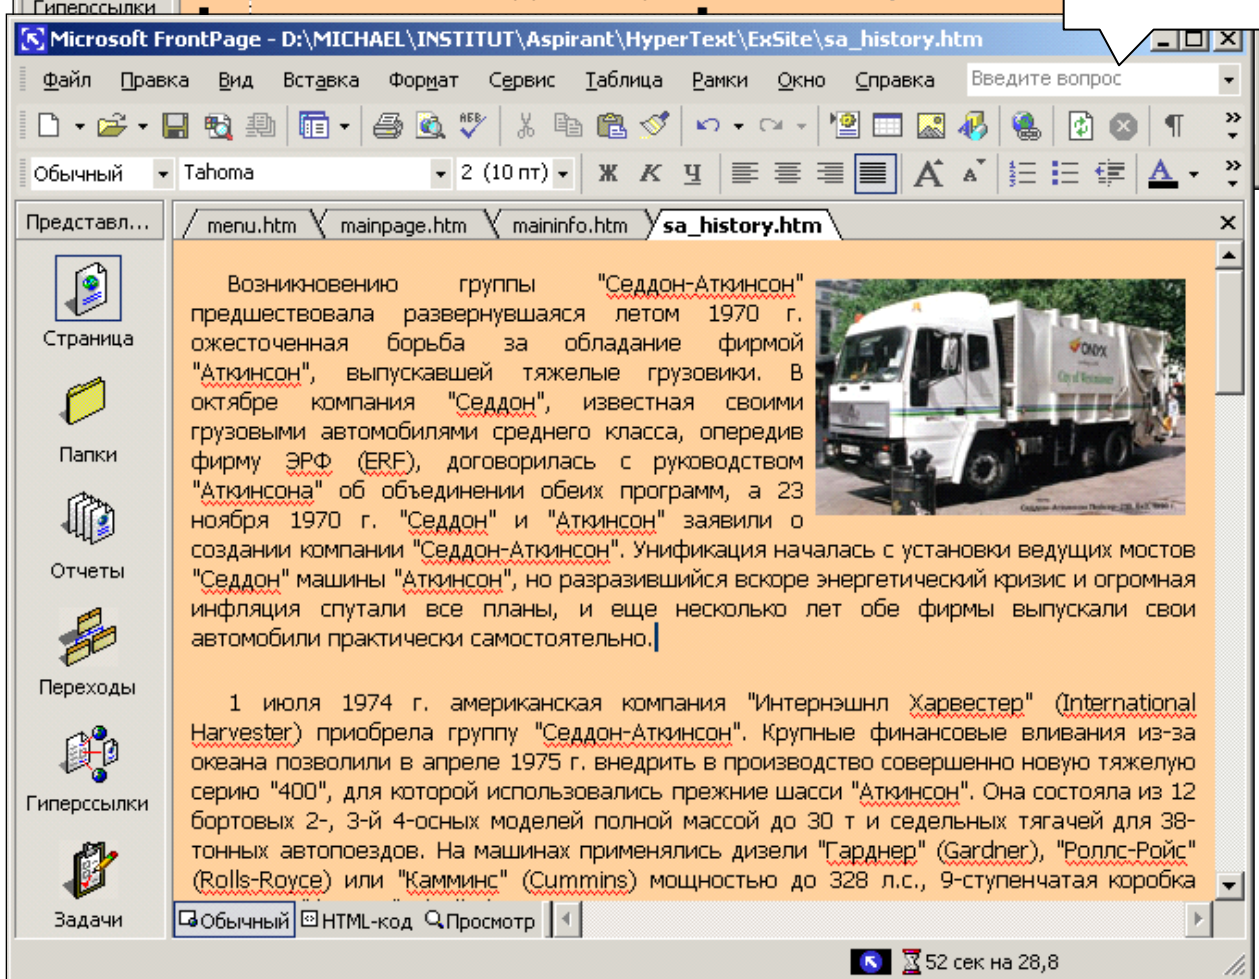 Гиперссылки
Microsoft FrontPage - D:\MICHAEL\INSTITUT\Aspirant\HyperText\ExSite\sa_history.htm
Файл Правка Вид Вставка Формат Сервис Таблица Рамки Окно Справка Введите вопрос
Обычный Tahoma 2 (10 пт) Ж К Ч
Представл... menu.htm mainpage.htm maininfo.htm sa_history.htm
Страница
Папки
Отчеты
Переходы
Гиперссылки
Задачи
Возникновению группы "Седдон-Аткинсон"
предшествовала развернувшаяся летом 1970 г.
ожесточенная борьба за обладание фирмой
"Аткинсон", выпускавшей тяжелые грузовики. В
октябре компания "Седдон", известная своими
грузовыми автомобилями среднего класса, опередив
фирму ЭРФ (ERF), договорилась с руководством
"Аткинсона" об объединении обеих программ, а 23
ноября 1970 г. "Седдон" и "Аткинсон" заявили о
создании компании "Седдон-Аткинсон". Унификация началась с установки ведущих мостов
"Седдон" машины "Аткинсон", но разразившийся вскоре энергетический кризис и огромная
инфляция спутали все планы, и еще несколько лет обе фирмы выпускали свои
автомобили практически самостоятельно.
ONYX
City of Westminster
1 июля 1974 г. американская компания "Интернэшнл Харвестер" (International
Harvester) приобрела группу "Седдон-Аткинсон". Крупные финансовые вливания из-за
океана позволили в апреле 1975 г. внедрить в производство совершенно новую тяжелую
серию "400", для которой использовались прежние шасси "Аткинсон". Она состояла из 12
бортовых 2-, 3-й 4-осных моделей полной массой до 30 т и седельных тягачей для 38-
тонных автопоездов. На машинах применялись дизели "Гарднер" (Gardner), "Роллс-Ройс"
(Rolls-Royce) или "Камминс" (Cummins) мощностью до 328 л.с., 9-ступенчатая коробка
Обычный HTML-код Просмотр
52 сек на 28,8